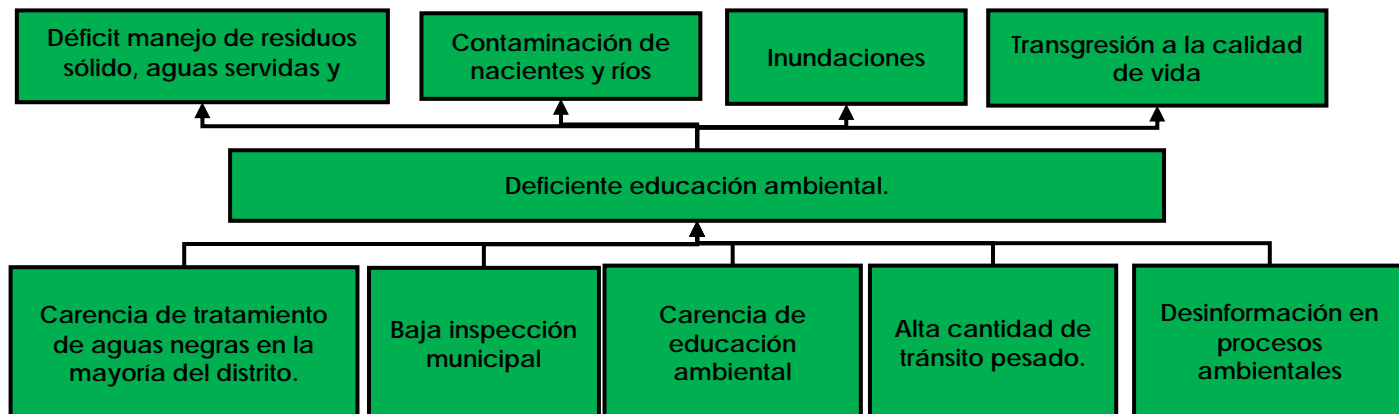 Déficit manejo de residuos
sólido, aguas servidas y
Contaminación de
nacientes y ríos
Inundaciones
Transgresión a la calidad
de vida
Deficiente educación ambiental.
Carencia de tratamiento
de aguas negras en la
mayoría del distrito.
Baja inspección
municipal
Carencia de
educación
ambiental
Alta cantidad de
tránsito pesado.
Desinformación en
procesos
ambientales